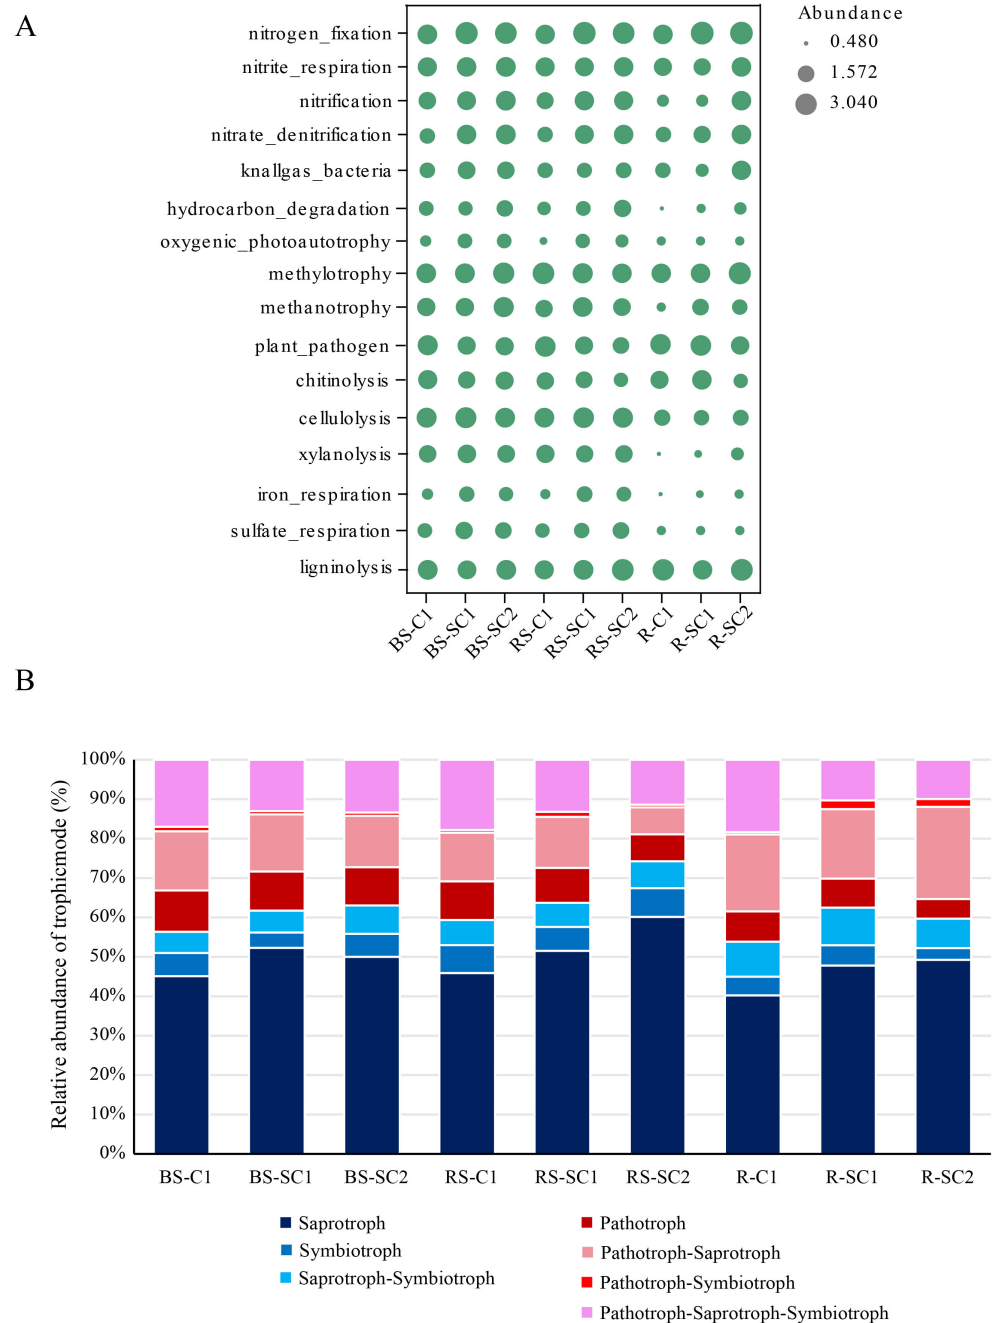 A
Abundance
0.480
1.572
3.040
nitrogen_fixation
nitrite_respiration
nitrification
nitrate_denitrification
knallgas_bacteria
hydrocarbon_degradation
oxygenic_photoautotrophy
methylotrophy
methanotrophy
plant_pathogen
chitinolysis
cellulolysis
xylanolysis
iron_respiration
sulfate_respiration
ligninolysis
BS-C1 BS-SC1 BS-SC2 RS-C1 RS-SC1 RS-SC2 R-C1 R-SC1 R-SC2
B
Relative abundance of trophicmode (%)
100%
90%
80%
70%
60%
50%
40%
30%
20%
10%
0%
BS-C1 BS-SC1 BS-SC2 RS-C1 RS-SC1 RS-SC2 R-C1 R-SC1 R-SC2
Saprotroph
Symbiotroph
Saprotroph-Symbiotroph
Pathotroph
Pathotroph-Saprotroph
Pathotroph-Symbiotroph
Pathotroph-Saprotroph-Symbiotroph